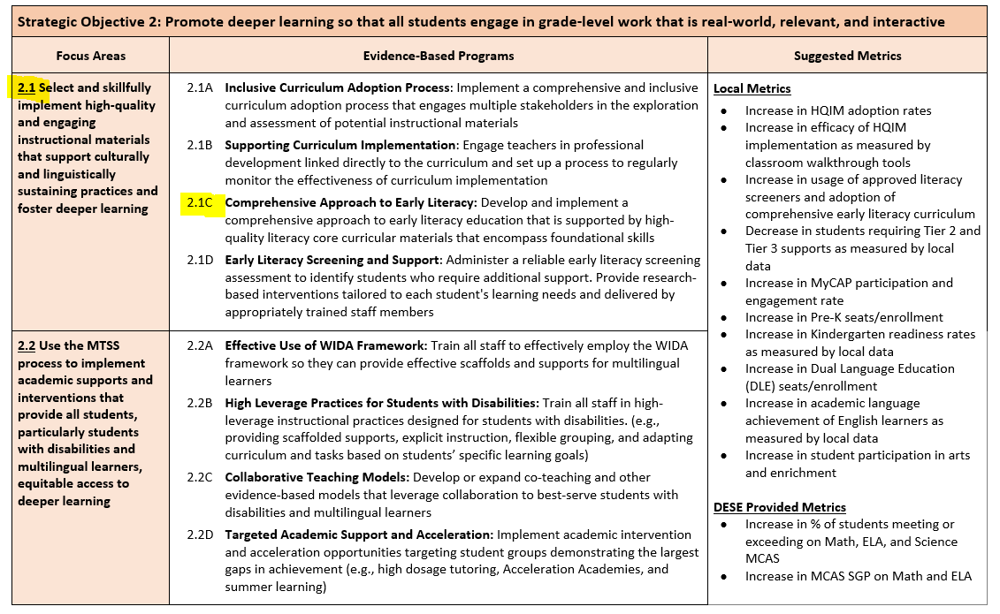 Strategic Objective 2: Promote deeper learning so that all students engage in grade-level work that is real-world, relevant, and interactive
Focus Areas
Evidence-Based Programs
Suggested Metrics
2.1 Select and skillfully
implement high-quality
and engaging
instructional materials
that support culturally
and linguistically
sustaining practices and
foster deeper learning
2.1A Inclusive Curriculum Adoption Process: Implement a comprehensive and inclusive
curriculum adoption process that engages multiple stakeholders in the exploration
and assessment of potential instructional materials
2.1B Supporting Curriculum Implementation: Engage teachers in professional
development linked directly to the curriculum and set up a process to regularly
monitor the effectiveness of curriculum implementation
2.1C Comprehensive Approach to Early Literacy: Develop and implement a
comprehensive approach to early literacy education that is supported by high-
quality literacy core curricular materials that encompass foundational skills
2.1D Early Literacy Screening and Support: Administer a reliable early literacy screening
assessment to identify students who require additional support. Provide research-
based interventions tailored to each student's learning needs and delivered by
appropriately trained staff members
2.2 Use the MTSS
process to implement
academic supports and
interventions that
provide all students,
particularly students
with disabilities and
multilingual learners,
equitable access to
deeper learning
2.2A Effective Use of WIDA Framework: Train all staff to effectively employ the WIDA
framework so they can provide effective scaffolds and supports for multilingual
learners
2.2B High Leverage Practices for Students with Disabilities: Train all staff in high-
leverage instructional practices designed for students with disabilities. (e.g.,
providing scaffolded supports, explicit instruction, flexible grouping, and adapting
curriculum and tasks based on students’ specific learning goals)
2.2C Collaborative Teaching Models: Develop or expand co-teaching and other
evidence-based models that leverage collaboration to best-serve students with
disabilities and multilingual learners
2.2D Targeted Academic Support and Acceleration: Implement academic intervention
and acceleration opportunities targeting student groups demonstrating the largest
gaps in achievement (e.g., high dosage tutoring, Acceleration Academies, and
summer learning)
Local Metrics
● Increase in HQIM adoption rates
● Increase in efficacy of HQIM
implementation as measured by
classroom walkthrough tools
● Increase in usage of approved literacy
screeners and adoption of
comprehensive early literacy curriculum
● Decrease in students requiring Tier 2 and
Tier 3 supports as measured by local
data
● Increase in MyCAP participation and
engagement rate
● Increase in Pre-K seats/enrollment
● Increase in Kindergarten readiness rates
as measured by local data
● Increase in Dual Language Education
(DLE) seats/enrollment
● Increase in academic language
achievement of English learners as
measured by local data
● Increase in student participation in arts
and enrichment
DESE Provided Metrics
● Increase in % of students meeting or
exceeding on Math, ELA, and Science
MCAS
● Increase in MCAS SGP on Math and ELA